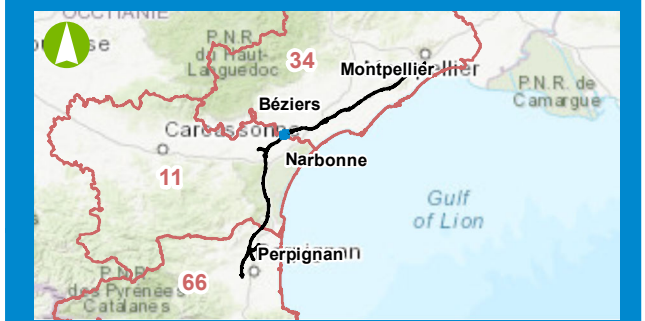 OCCITANIE
P.N.R.
du Haut-
Languedoc
34
Montpellier
P.N.R. de
Camargue
Béziers
Carcassonne
Narbonne
11
Gulf
of Lion
Perpignan
P.N.R.
des Pyrénées
Catalanes
66